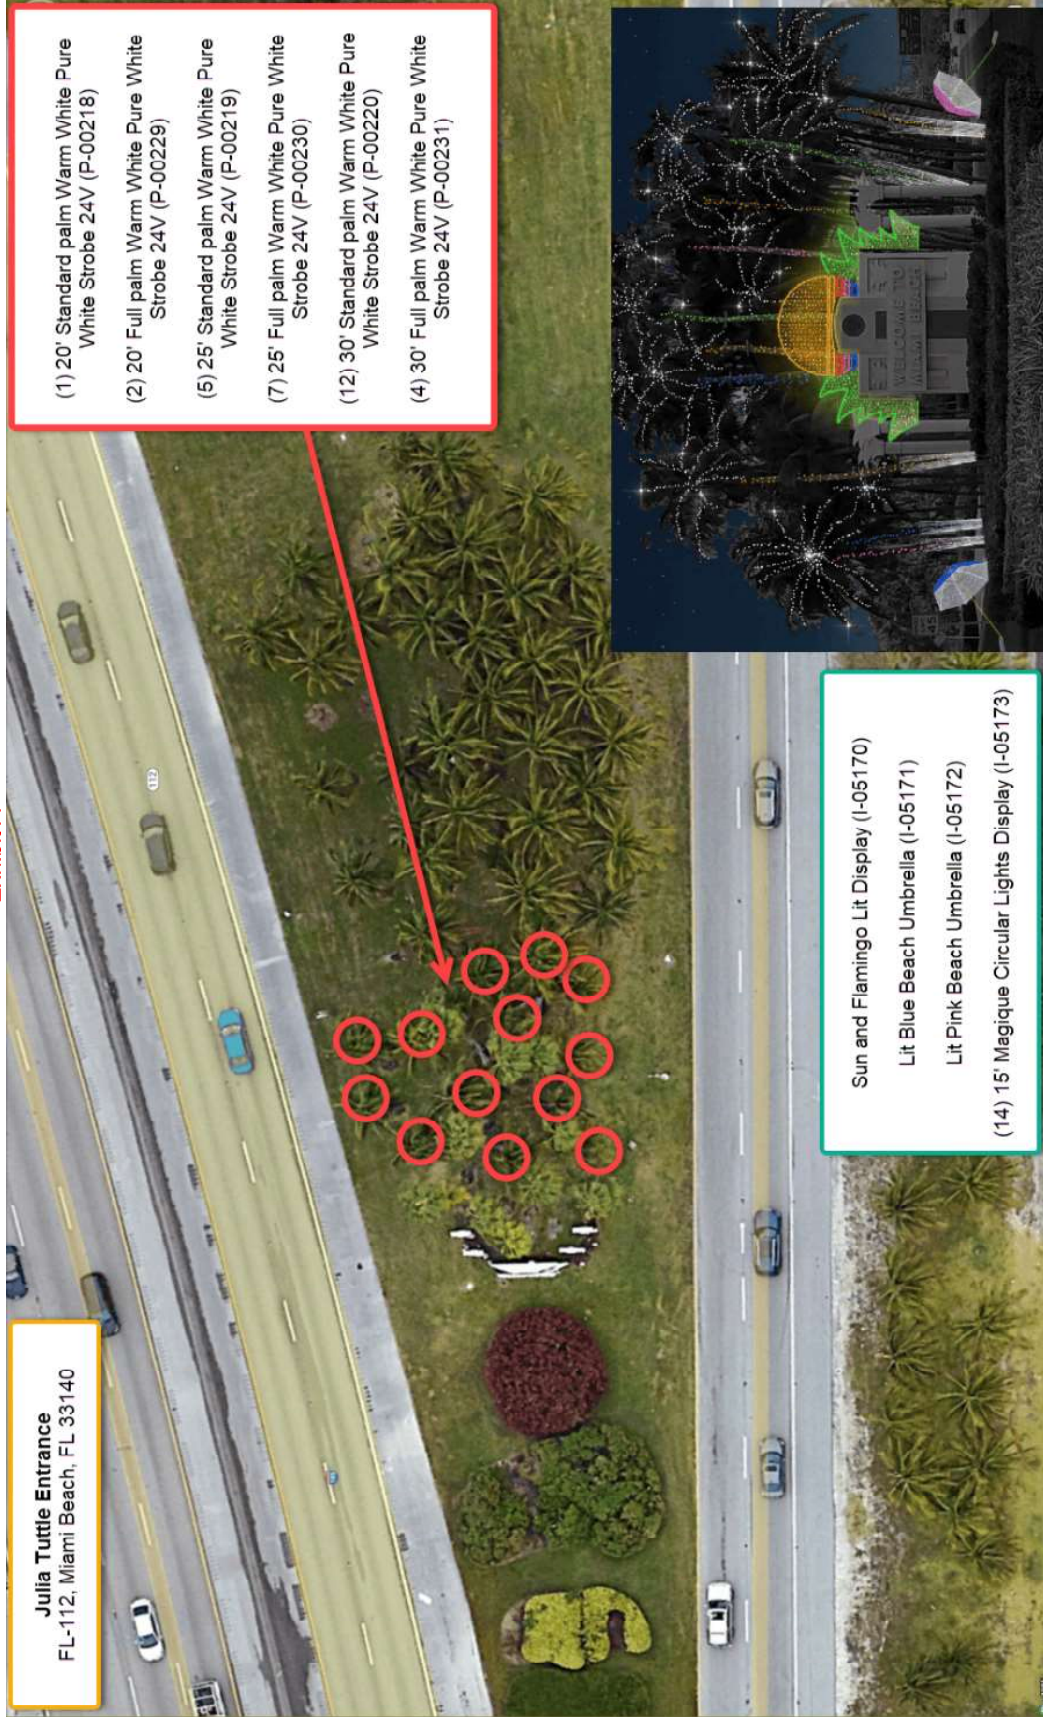 Julia Tuttle Entrance
FL-112, Miami Beach, FL 33140
(1) 20' Standard palm Warm White Pure
White Strobe 24V (P-00218)
(2) 20' Full palm Warm White Pure White
Strobe 24V (P-00229)
(5) 25' Standard palm Warm White Pure
White Strobe 24V (P-00219)
(7) 25' Full palm Warm White Pure White
Strobe 24V (P-00230)
(12) 30' Standard palm Warm White Pure
White Strobe 24V (P-00220)
(4) 30' Full palm Warm White Pure White
Strobe 24V (P-00231)
112
Sun and Flamingo Lit Display (I-05170)
Lit Blue Beach Umbrella (I-05171)
Lit Pink Beach Umbrella (I-05172)
(14) 15' Magique Circular Lights Display (I-05173)
WELCOME TO
MIAMI BEACH
45